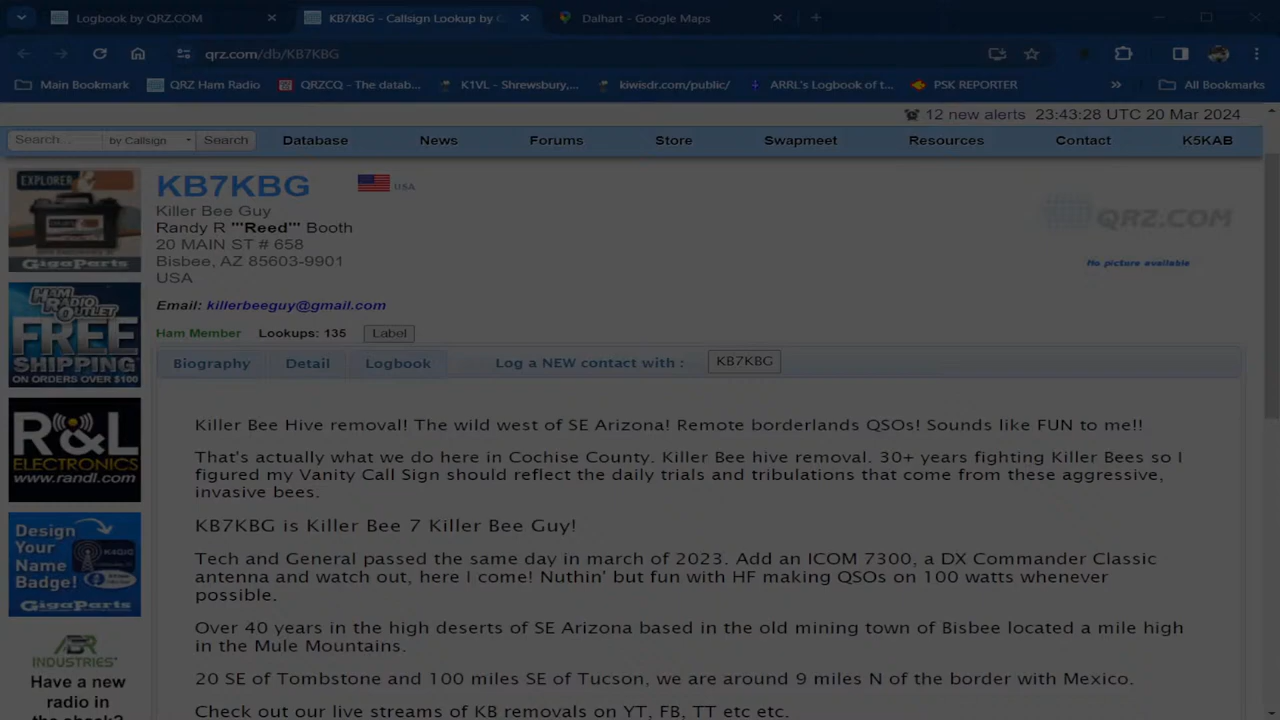 Logbook by QRZ.COM
KB7KBG - Callsign Lookup by
Dalhart - Google Maps
qrz.com/db/KB7KBG
Main Bookmark
QRZ Ham Radio
QRZCQ - The datab...
K1VL - Shrewsbury,...
kiwisdr.com/public/
ARRL's Logbook of t...
PSK REPORTER
»
All Bookmarks
12 new alerts 23:43:28 UTC 20 Mar 2024
Search... by Callsign Search Database News Forums Store Swapmeet Resources Contact K5KAB
EXPLORER
GigaParts
HAM RADIO OUTLET
FREE
SHIPPING
ON ORDERS OVER $100
R&L
ELECTRONICS
www.randl.com
Design
Your
Name
Badge!
K4GIG
GigaParts
ABR
INDUSTRIES
Have a new
radio in
KB7KBG USA
Killer Bee Guy
Randy R '"Reed"' Booth
20 MAIN ST # 658
Bisbee, AZ 85603-9901
USA
QRZ.COM
No picture available
Email: killerbeeguy@gmail.com
Ham Member Lookups: 135 Label
Biography Detail Logbook Log a NEW contact with : KB7KBG
Killer Bee Hive removal! The wild west of SE Arizona! Remote borderlands QSOs! Sounds like FUN to me!!
That's actually what we do here in Cochise County. Killer Bee hive removal. 30+ years fighting Killer Bees so I
figured my Vanity Call Sign should reflect the daily trials and tribulations that come from these aggressive,
invasive bees.
KB7KBG is Killer Bee 7 Killer Bee Guy!
Tech and General passed the same day in march of 2023. Add an ICOM 7300, a DX Commander Classic
antenna and watch out, here I come! Nuthin' but fun with HF making QSOs on 100 watts whenever
possible.
Over 40 years in the high deserts of SE Arizona based in the old mining town of Bisbee located a mile high
in the Mule Mountains.
20 SE of Tombstone and 100 miles SE of Tucson, we are around 9 miles N of the border with Mexico.
Check out our live streams of KB removals on YT, FB, TT etc etc.